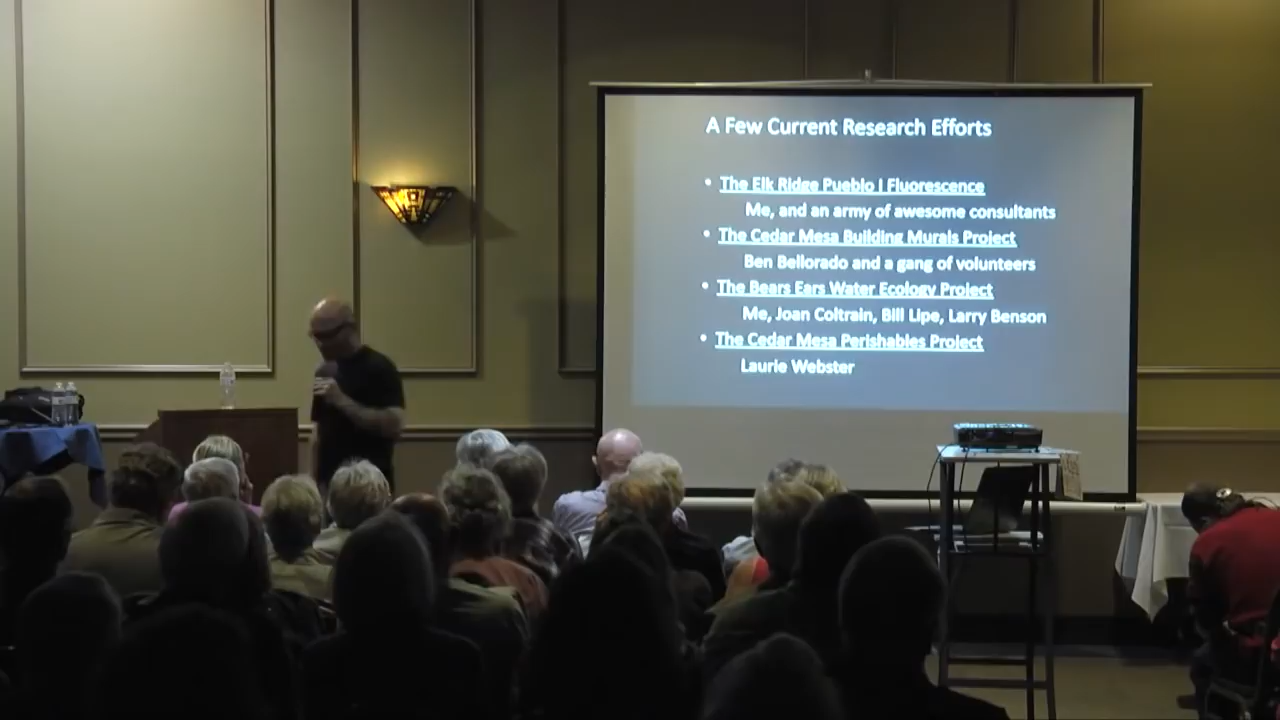 A Few Current Research Efforts
• The Elk Ridge Pueblo | Fluorescence
Me, and an army of awesome consultants
• The Cedar Mesa Building Murals Project
Ben Bellorado and a gang of volunteers
• The Bears Ears Water Ecology Project
Me, Joan Coltrain, Bill Lipe, Larry Benson
• The Cedar Mesa Perishables Project
Laurie Webster